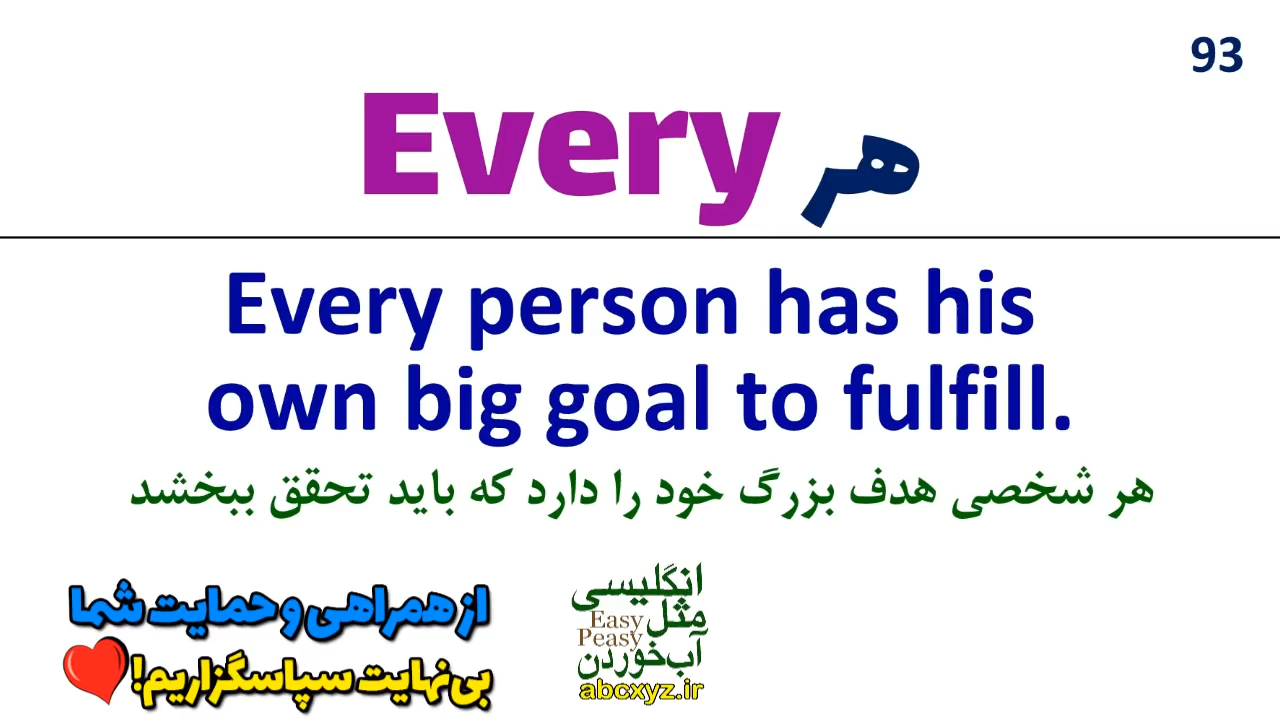 93
Every هر
Every person has his
own big goal to fulfill.
هر شخصی هدف بزرگ خود را دارد که باید تحقق ببخشد
از همراهی و حمایت شما
بی‌نهایت سپاسگزاریم!
انگلیسی
مثل Easy
Peasy
آب‌خوردن
abcxyz.ir